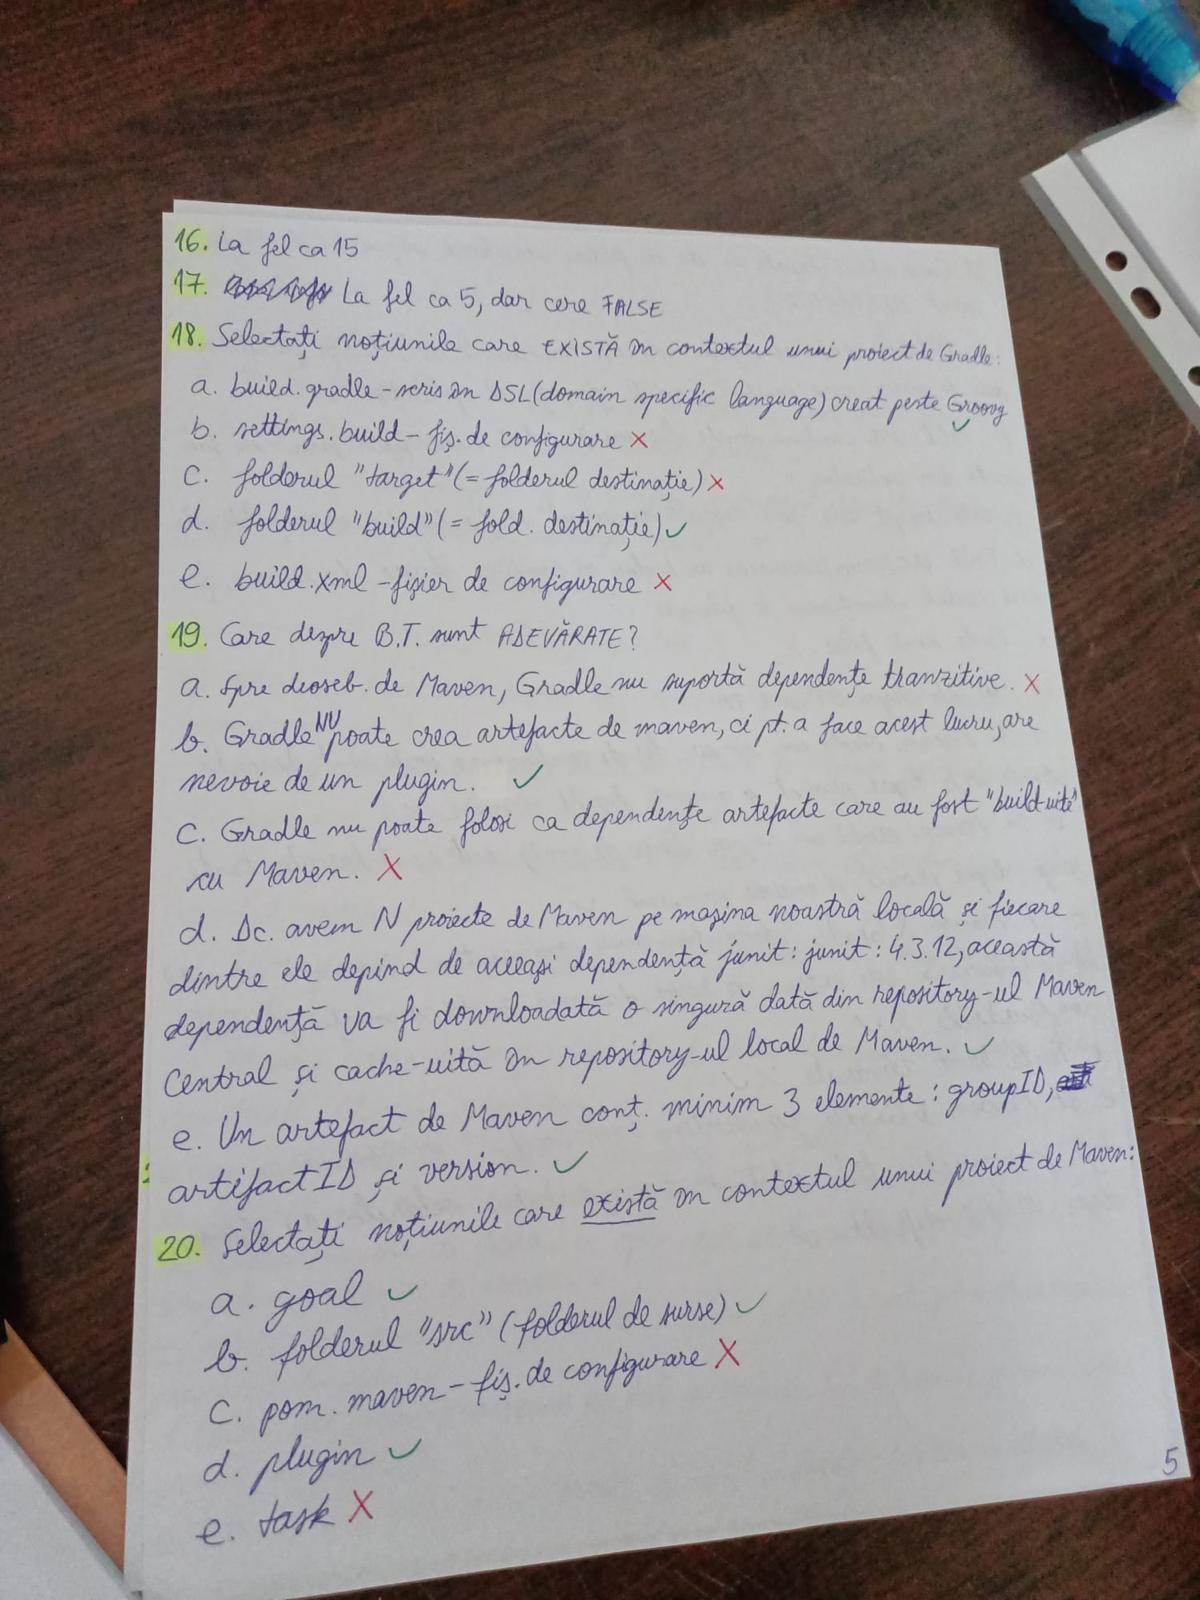 16. La fel ca 15
17. La fel ca 5, dar cere FALSE
18. Selectați noțiunile care EXISTĂ în contextul unui proiect de Gradle:
a. build.gradle - scris în DSL (domain specific language) creat peste Groovy ✓
b. settings.build - fiș. de configurare ×
c. folderul "target" (= folderul destinație) ×
d. folderul "build" (= fold. destinație) ✓
e. build.xml - fișier de configurare ×
19. Care despre B.T. sunt ADEVĂRATE?
a. Spre deoseb. de Maven, Gradle nu suportă dependențe tranzitive. ×
b. Gradle NU poate crea artefacte de maven, ci pt. a face acest lucru, are
nevoie de un plugin. ✓
c. Gradle nu poate folosi ca dependențe artefacte care au fost "build-uite"
cu Maven. X
d. Dc. avem N proiecte de Maven pe mașina noastră locală și fiecare
dintre ele depind de aceeași dependență junit: junit: 4.3.12, această
dependență va fi downloadată o singură dată din repository-ul Maven
Central și cache-uită în repository-ul local de Maven. ✓
e. Un artefact de Maven conț. minim 3 elemente: groupID,
artifactID și version. ✓
20. Selectați noțiunile care există în contextul unui proiect de Maven:
a. goal ✓
b. folderul "src" (folderul de surse) ✓
c. pom.maven - fiș. de configurare X
d. plugin ✓
e. task X
5